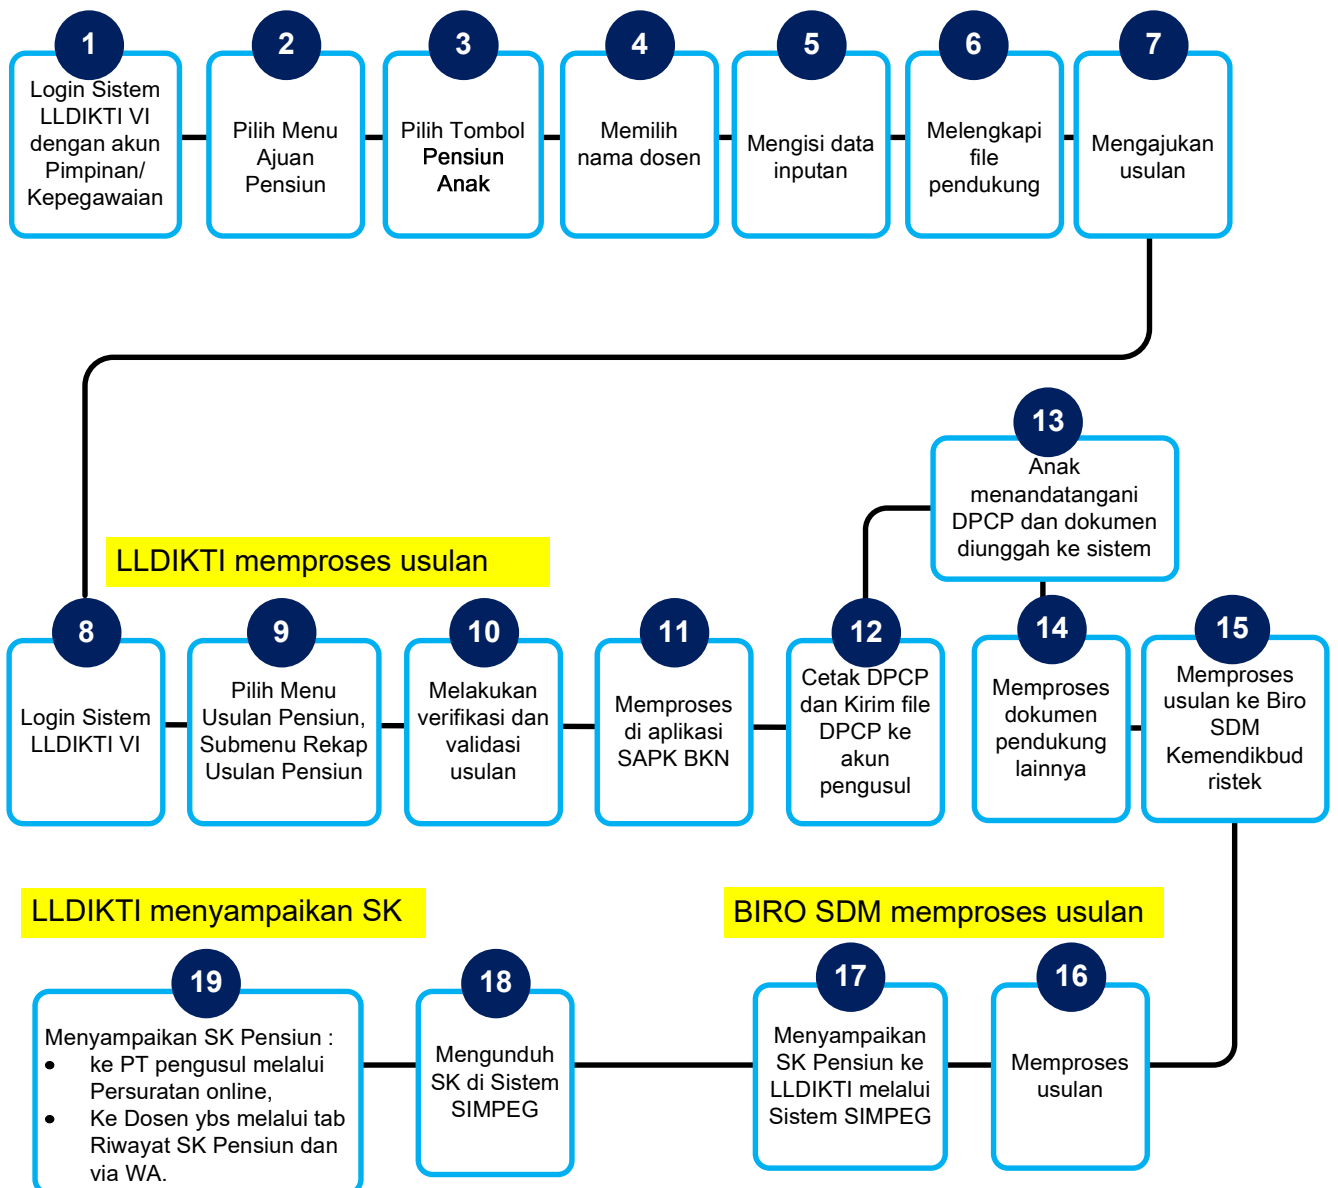 1
Login Sistem
LLDIKTI VI
dengan akun
Pimpinan/
Kepegawaian
2
Pilih Menu
Ajuan
Pensiun
3
Pilih Tombol
Pensiun
Anak
4
Memilih
nama dosen
5
Mengisi data
inputan
6
Melengkapi
file
pendukung
7
Mengajukan
usulan
LLDIKTI memproses usulan
8
Login Sistem
LLDIKTI VI
9
Pilih Menu
Usulan Pensiun,
Submenu Rekap
Usulan Pensiun
10
Melakukan
verifikasi dan
validasi
usulan
11
Memproses
di aplikasi
SAPK BKN
12
Cetak DPCP
dan Kirim file
DPCP ke
akun
pengusul
13
Anak
menandatangani
DPCP dan dokumen
diunggah ke sistem
14
Memproses
dokumen
pendukung
lainnya
15
Memproses
usulan ke Biro
SDM
Kemendikbud
ristek
BIRO SDM memproses usulan
16
Memproses
usulan
17
Menyampaikan
SK Pensiun ke
LLDIKTI melalui
Sistem SIMPEG
LLDIKTI menyampaikan SK
18
Mengunduh
SK di Sistem
SIMPEG
19
Menyampaikan SK Pensiun :
• ke PT pengusul melalui
Persuratan online,
• Ke Dosen ybs melalui tab
Riwayat SK Pensiun dan
via WA.